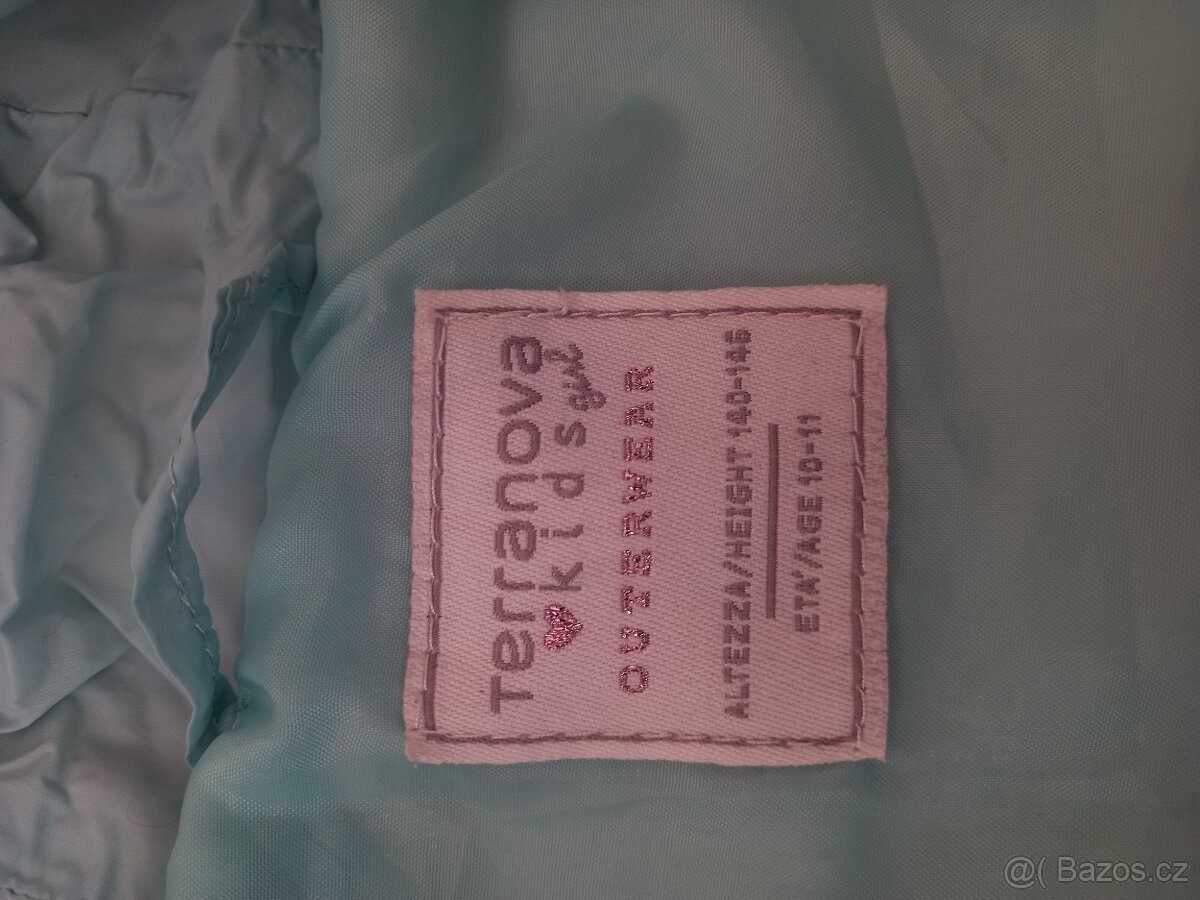 Terranova
kids girl
OUTERWEAR
ALTEZZA/HEIGHT 140-146
ETA'/AGE 10-11
@( Bazos.cz